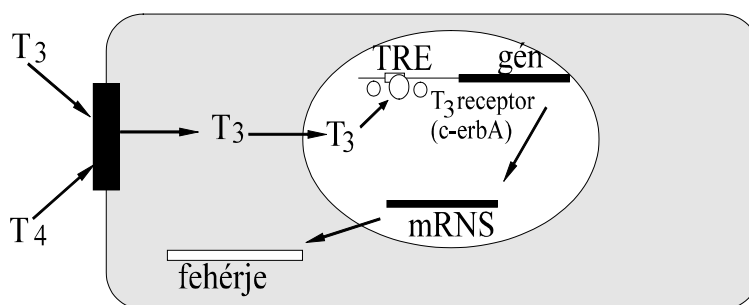 T3
TRE
gén
T3 receptor
(c-erbA)
T3
T3
T4
mRNS
fehérje